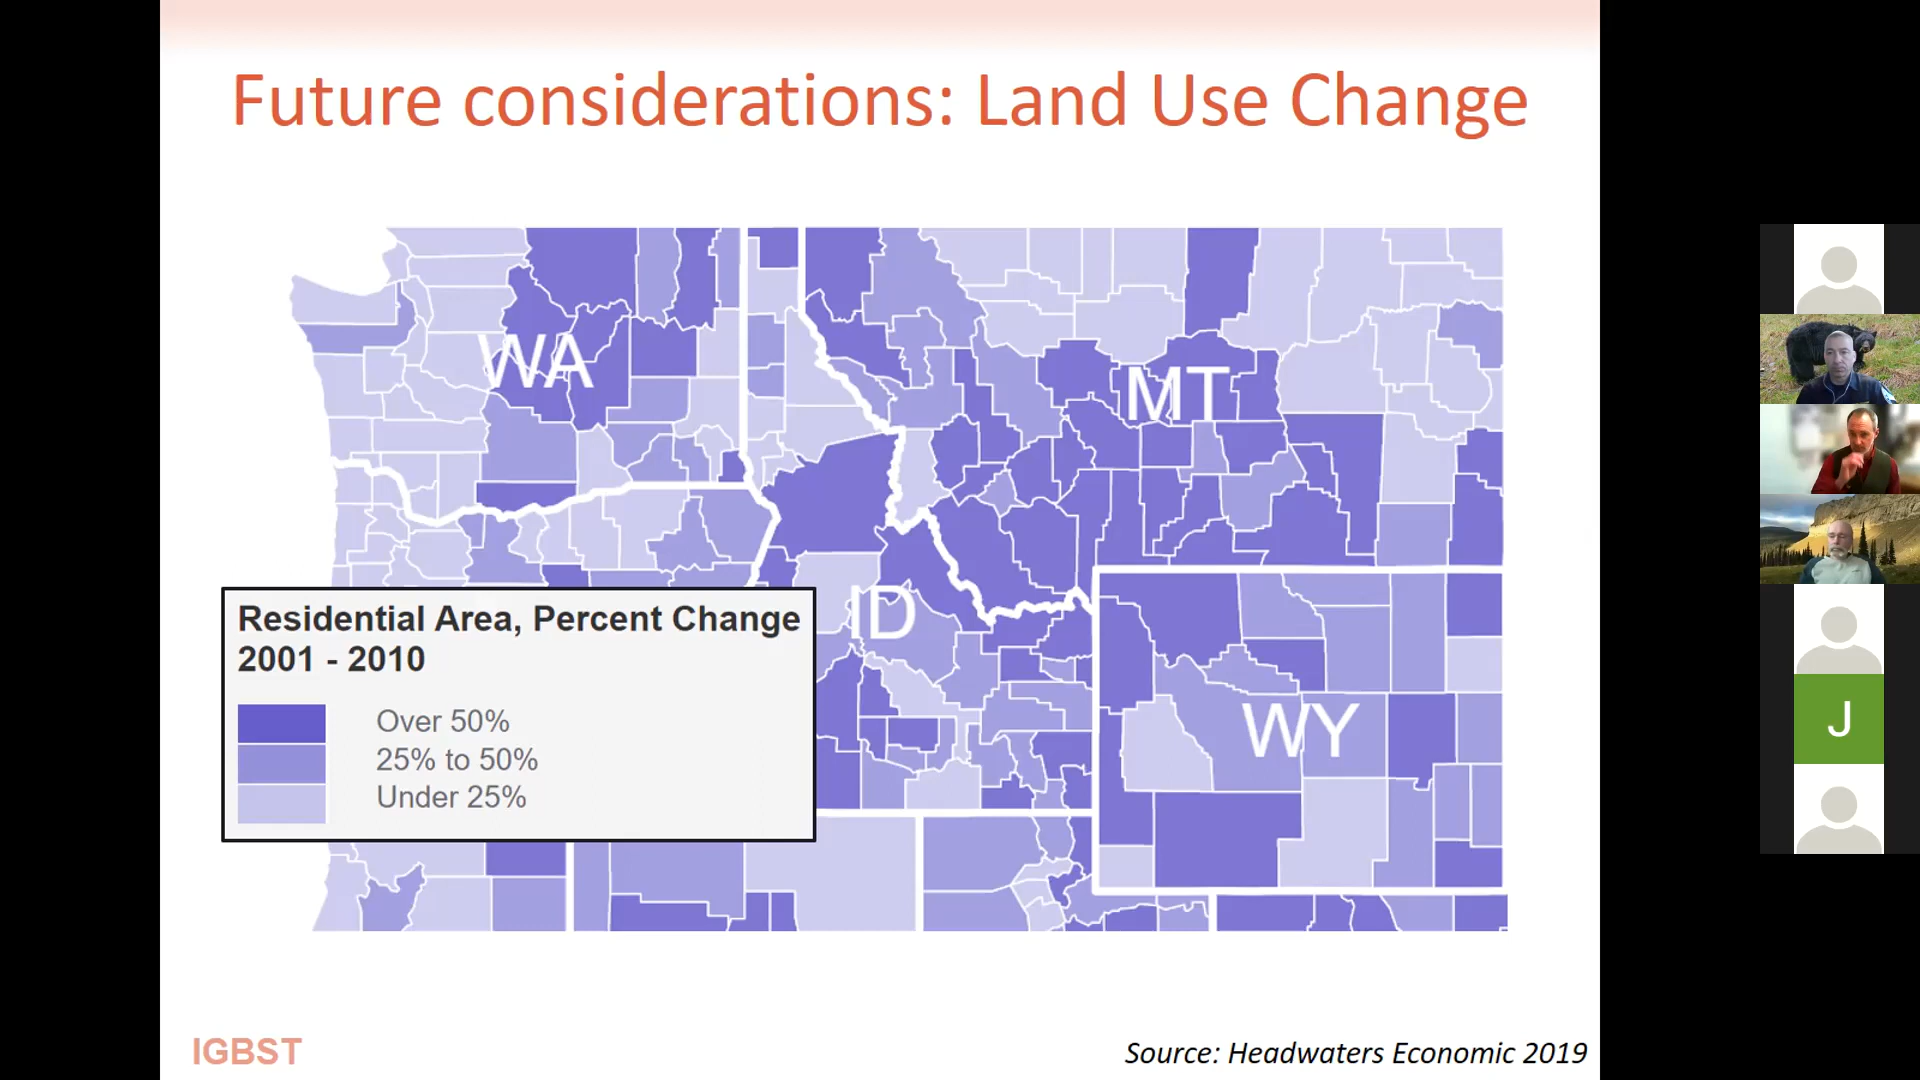 Future considerations: Land Use Change
WA
MT
ID
WY
Residential Area, Percent Change
2001 - 2010
Over 50%
25% to 50%
Under 25%
IGBST
Source: Headwaters Economic 2019
J